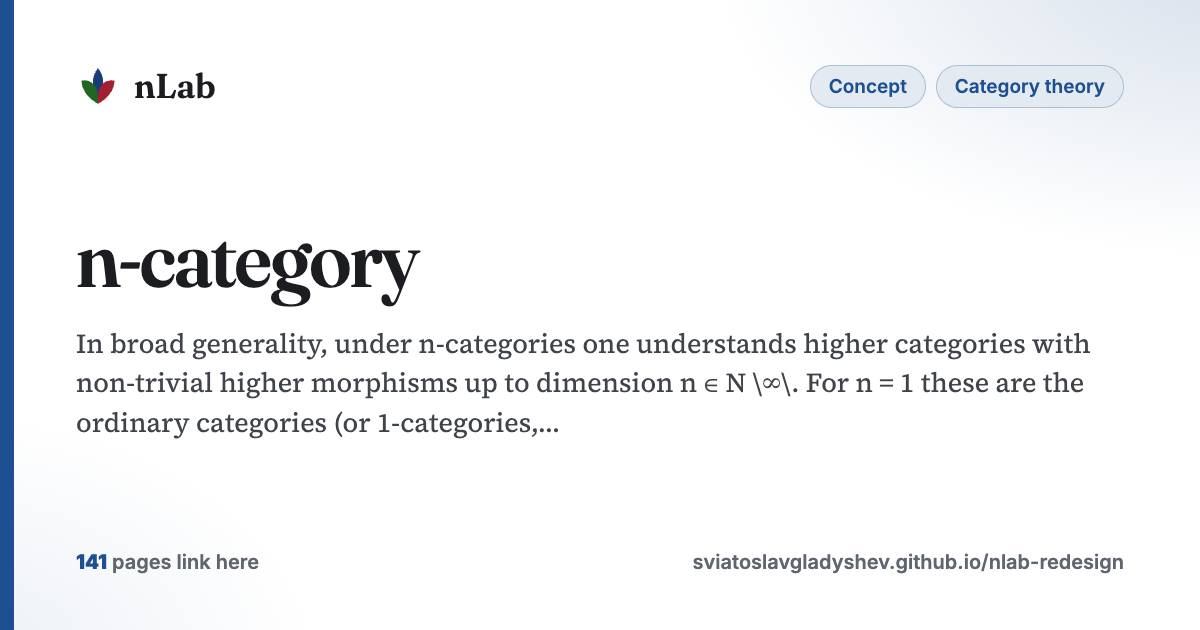 nLab
Concept
Category theory
n-category
In broad generality, under n-categories one understands higher categories with
non-trivial higher morphisms up to dimension n ∈ N \∞\. For n = 1 these are the
ordinary categories (or 1-categories,...
141 pages link here
sviatoslavgladyshev.github.io/nlab-redesign